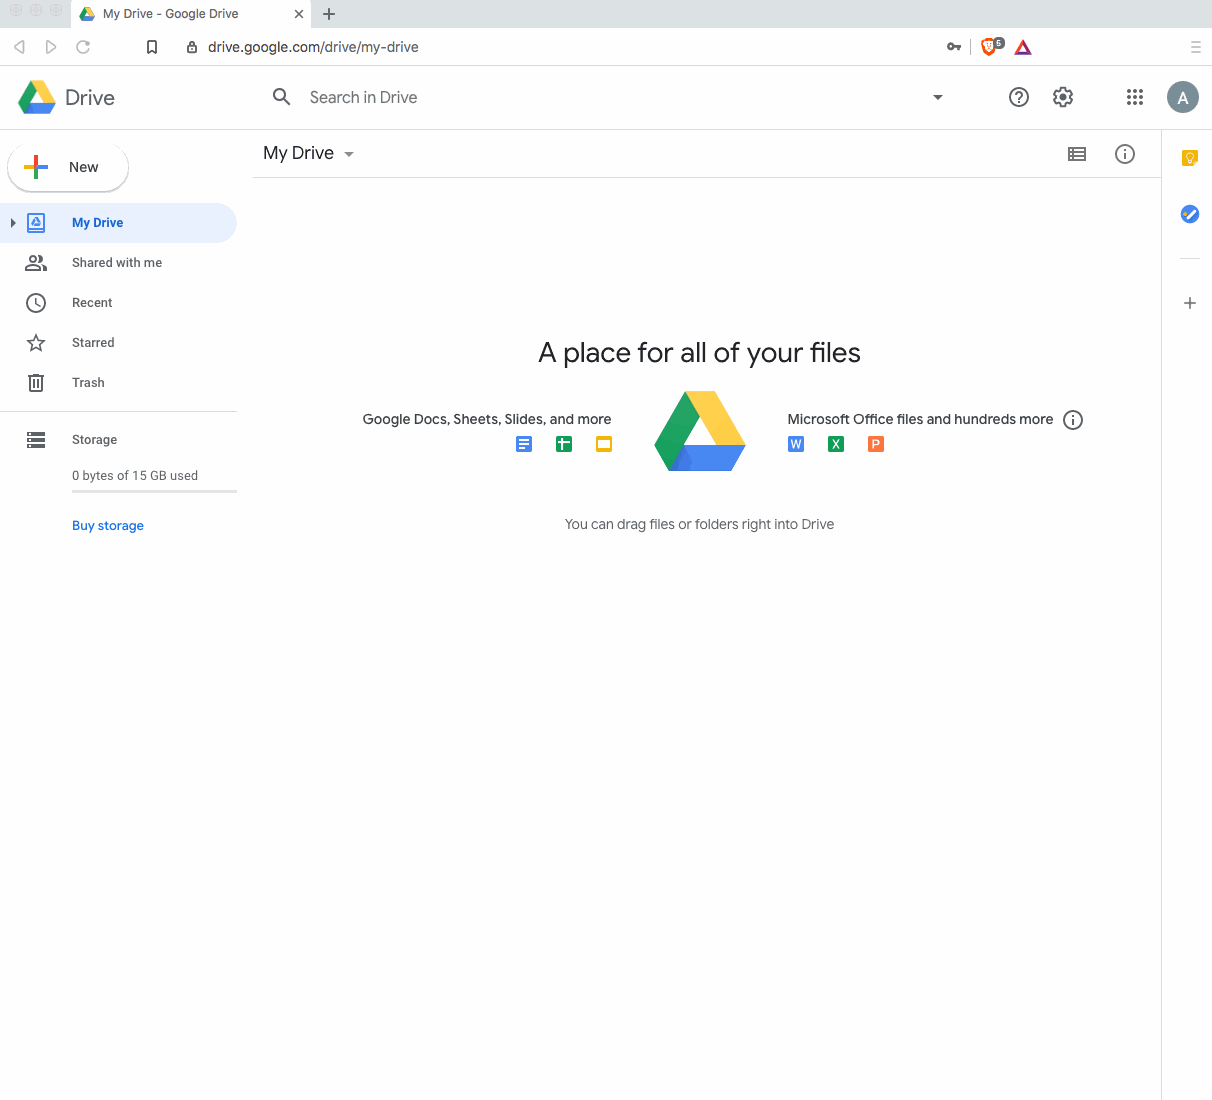 My Drive - Google Drive
drive.google.com/drive/my-drive
5
Drive
Search in Drive
A
New
My Drive
My Drive
Shared with me
Recent
Starred
Trash
Storage
0 bytes of 15 GB used
Buy storage
A place for all of your files
Google Docs, Sheets, Slides, and more
Microsoft Office files and hundreds more
W X P
You can drag files or folders right into Drive